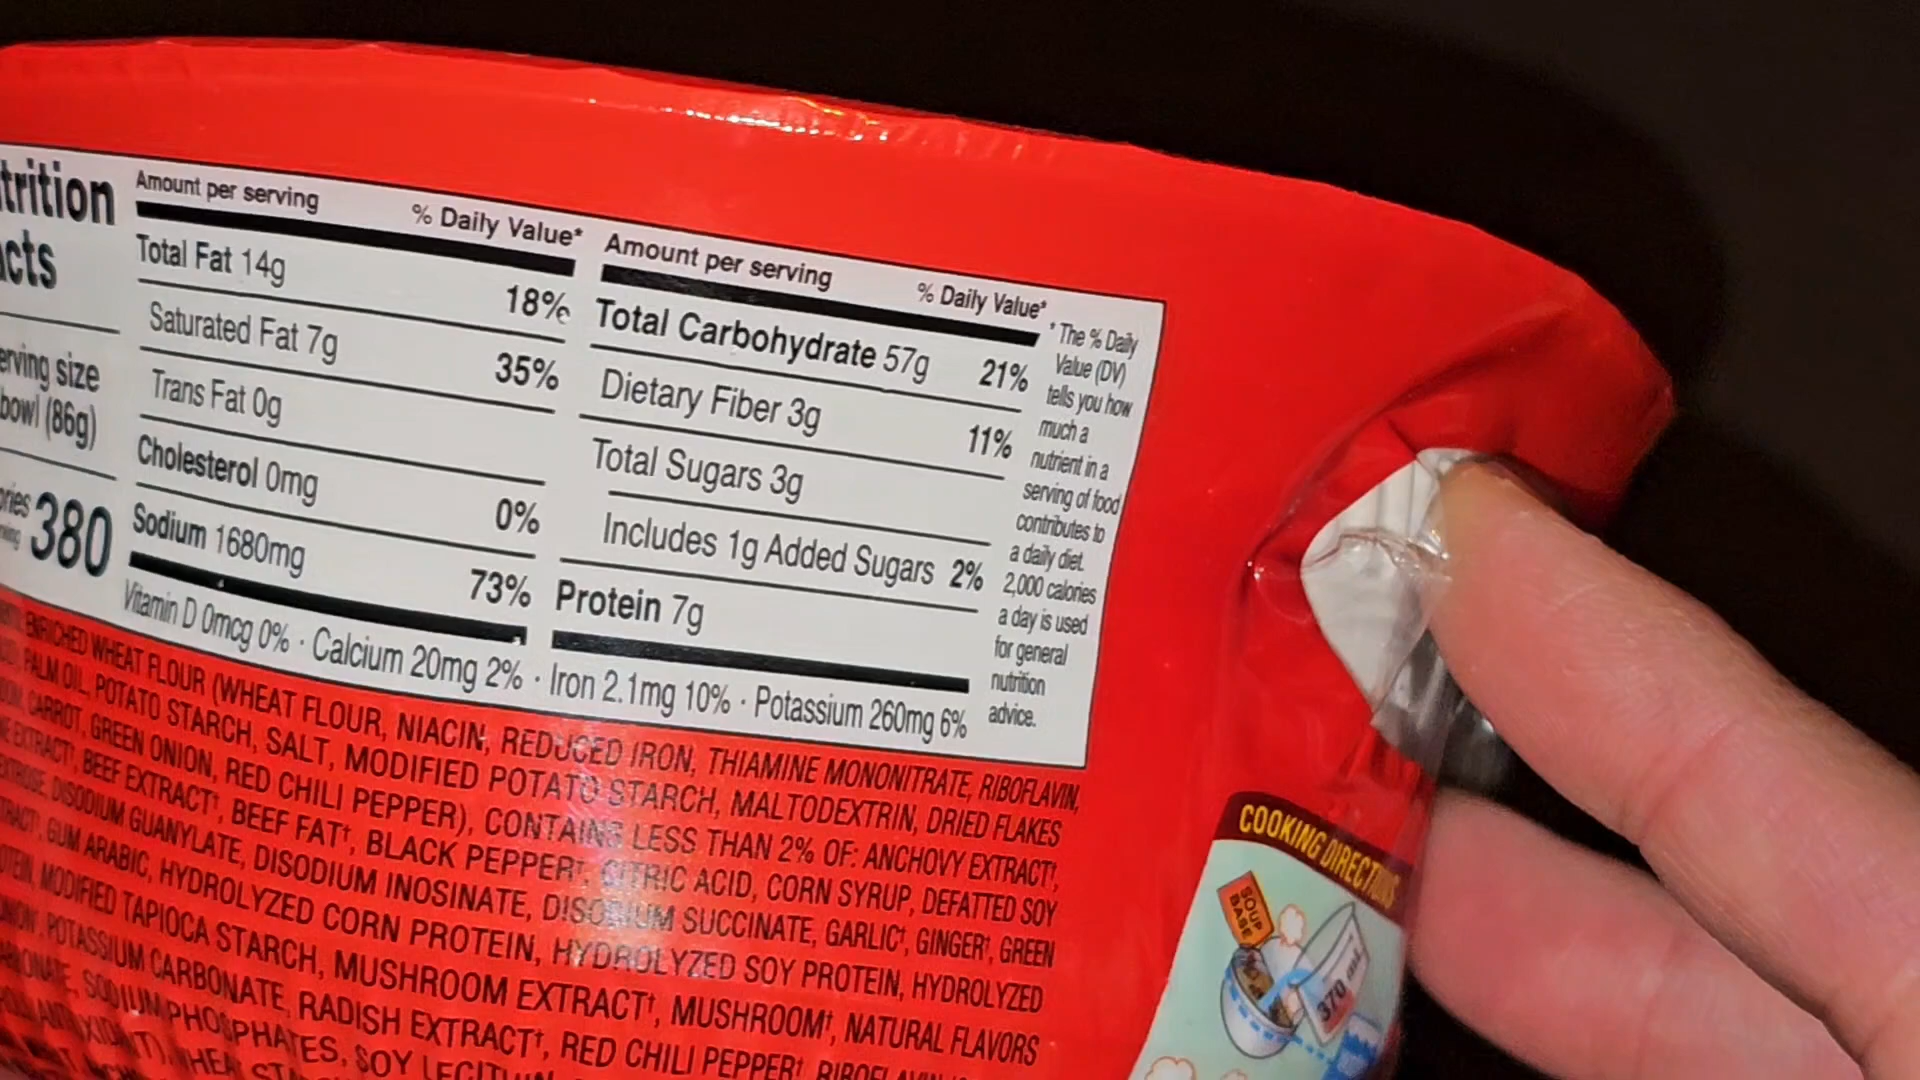 trition
acts
erving size
bowl (86g)
380
Amount per serving
% Daily Value*
Total Fat 14g 18%
Saturated Fat 7g 35%
Trans Fat 0g
Cholesterol 0mg 0%
Sodium 1680mg 73%
Amount per serving
% Daily Value*
Total Carbohydrate 57g 21%
Dietary Fiber 3g 11%
Total Sugars 3g
Includes 1g Added Sugars 2%
Protein 7g
Vitamin D 0mcg 0% · Calcium 20mg 2% · Iron 2.1mg 10% · Potassium 260mg 6%
* The % Daily
Value (DV)
tells you how
much a
nutrient in a
serving of food
contributes to
a daily diet.
2,000 calories
a day is used
for general
nutrition
advice.
ENRICHED WHEAT FLOUR (WHEAT FLOUR, NIACIN, REDUCED IRON, THIAMINE MONONITRATE, RIBOFLAVIN,
PALM OIL, POTATO STARCH, SALT, MODIFIED POTATO STARCH, MALTODEXTRIN, DRIED FLAKES
CARROT, GREEN ONION, RED CHILI PEPPER), CONTAINS LESS THAN 2% OF: ANCHOVY EXTRACT†,
EXTRACT†, BEEF EXTRACT†, BEEF FAT†, BLACK PEPPER†, CITRIC ACID, CORN SYRUP, DEFATTED SOY
DISODIUM GUANYLATE, DISODIUM INOSINATE, DISODIUM SUCCINATE, GARLIC†, GINGER†, GREEN
GUM ARABIC, HYDROLYZED CORN PROTEIN, HYDROLYZED SOY PROTEIN, HYDROLYZED
MODIFIED TAPIOCA STARCH, MUSHROOM EXTRACT†, MUSHROOM†, NATURAL FLAVORS
POTASSIUM CARBONATE, RADISH EXTRACT†, RED CHILI PEPPER†,
SODIUM PHOSPHATES, SOY
COOKING DIRECTIONS
SOUP
BASE
370 mL